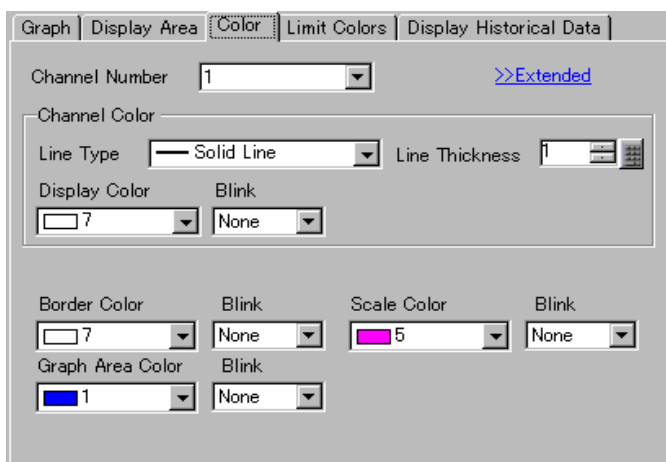 Graph Display Area Color Limit Colors Display Historical Data
Channel Number 1 >>Extended
Channel Color
Line Type Solid Line Line Thickness 1
Display Color Blink
7 None
Border Color Blink Scale Color Blink
7 None 5 None
Graph Area Color Blink
1 None